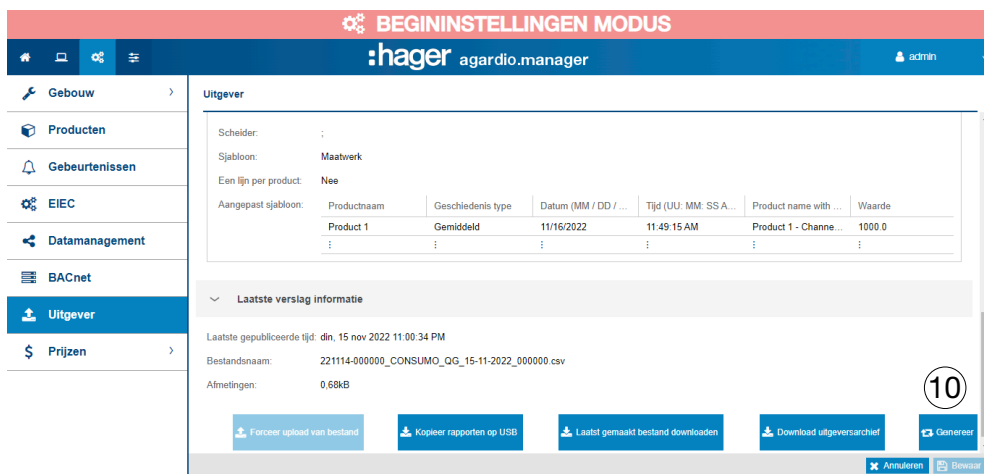 BEGININSTELLINGEN MODUS
:hager agardio.manager
admin
Gebouw
Producten
Gebeurtenissen
EIEC
Datamanagement
BACnet
Uitgever
Prijzen
Uitgever
Scheider: ;
Sjabloon: Maatwerk
Een lijn per product: Nee
Aangepast sjabloon: Productnaam Geschiedenis type Datum (MM / DD / ... Tijd (UU: MM: SS A... Product name with ... Waarde
Product 1 Gemiddeld 11/16/2022 11:49:15 AM Product 1 - Channe... 1000.0
: : : : : :
Laatste verslag informatie
Laatste gepubliceerde tijd: din, 15 nov 2022 11:00:34 PM
Bestandsnaam: 221114-000000_CONSUMO_QG_15-11-2022_000000.csv
Afmetingen: 0,68kB
10
Forceer upload van bestand Kopieer rapporten op USB Laatst gemaakt bestand downloaden Download uitgeversarchief Genereer
Annuleren Bewaar